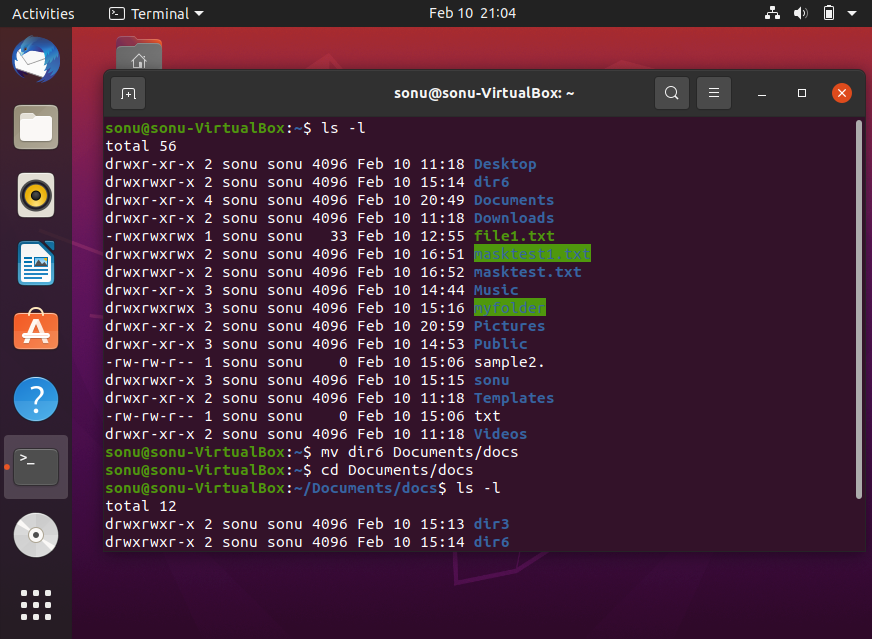 Activities Terminal Feb 10 21:04
sonu@sonu-VirtualBox: ~
sonu@sonu-VirtualBox:~$ ls -l
total 56
drwxr-xr-x 2 sonu sonu 4096 Feb 10 11:18 Desktop
drwxrwxr-x 2 sonu sonu 4096 Feb 10 15:14 dir6
drwxr-xr-x 4 sonu sonu 4096 Feb 10 20:49 Documents
drwxr-xr-x 2 sonu sonu 4096 Feb 10 11:18 Downloads
-rwxrwxrwx 1 sonu sonu   33 Feb 10 12:55 file1.txt
drwxrwxrwx 2 sonu sonu 4096 Feb 10 16:51 masktest1.txt
drwxrwxr-x 2 sonu sonu 4096 Feb 10 16:52 masktest.txt
drwxr-xr-x 3 sonu sonu 4096 Feb 10 14:44 Music
drwxrwxrwx 3 sonu sonu 4096 Feb 10 15:16 myfolder
drwxr-xr-x 2 sonu sonu 4096 Feb 10 20:59 Pictures
drwxr-xr-x 3 sonu sonu 4096 Feb 10 14:53 Public
-rw-rw-r-- 1 sonu sonu    0 Feb 10 15:06 sample2.
drwxrwxr-x 3 sonu sonu 4096 Feb 10 15:15 sonu
drwxr-xr-x 2 sonu sonu 4096 Feb 10 11:18 Templates
-rw-rw-r-- 1 sonu sonu    0 Feb 10 15:06 txt
drwxr-xr-x 2 sonu sonu 4096 Feb 10 11:18 Videos
sonu@sonu-VirtualBox:~$ mv dir6 Documents/docs
sonu@sonu-VirtualBox:~$ cd Documents/docs
sonu@sonu-VirtualBox:~/Documents/docs$ ls -l
total 12
drwxrwxr-x 2 sonu sonu 4096 Feb 10 15:13 dir3
drwxrwxr-x 2 sonu sonu 4096 Feb 10 15:14 dir6